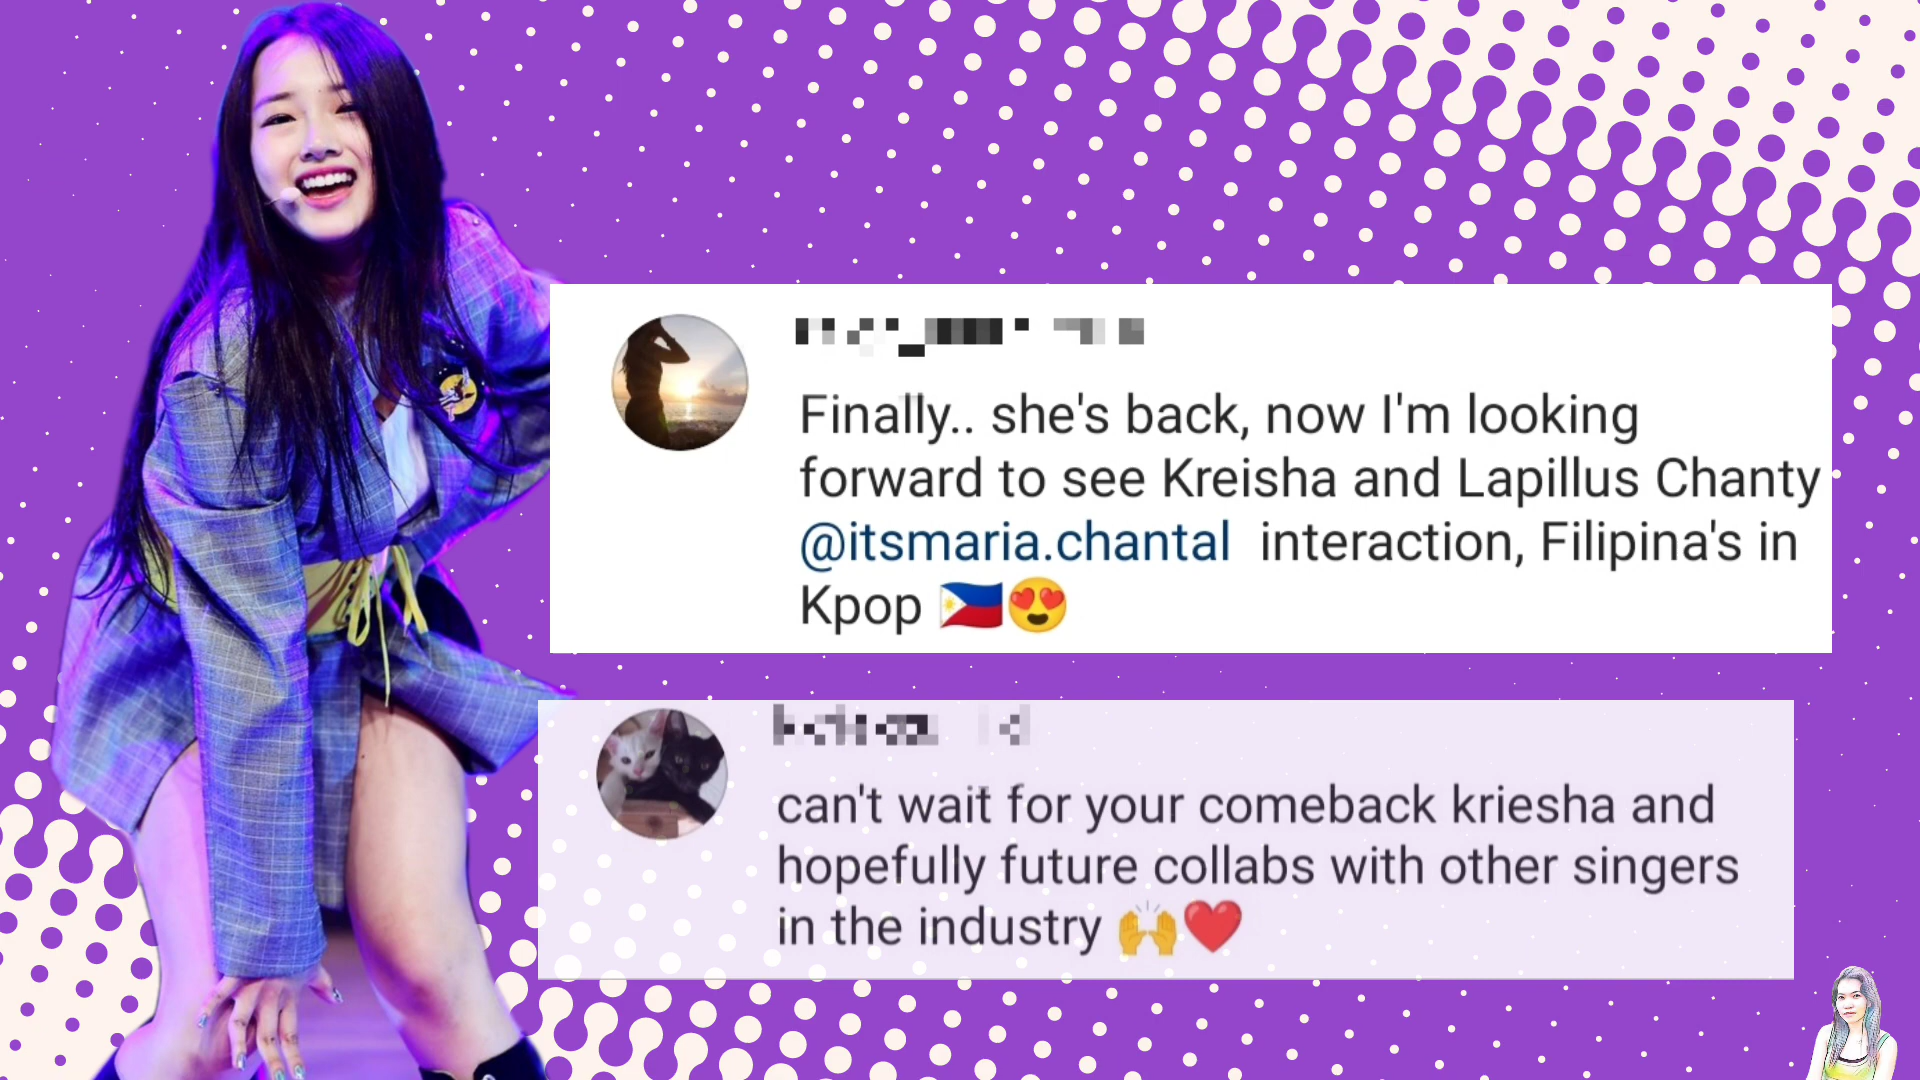 Finally.. she's back, now I'm looking
forward to see Kreisha and Lapillus Chanty
@itsmaria.chantal interaction, Filipina's in
Kpop 🇵🇭😍
can't wait for your comeback kriesha and
hopefully future collabs with other singers
in the industry 🙌❤️